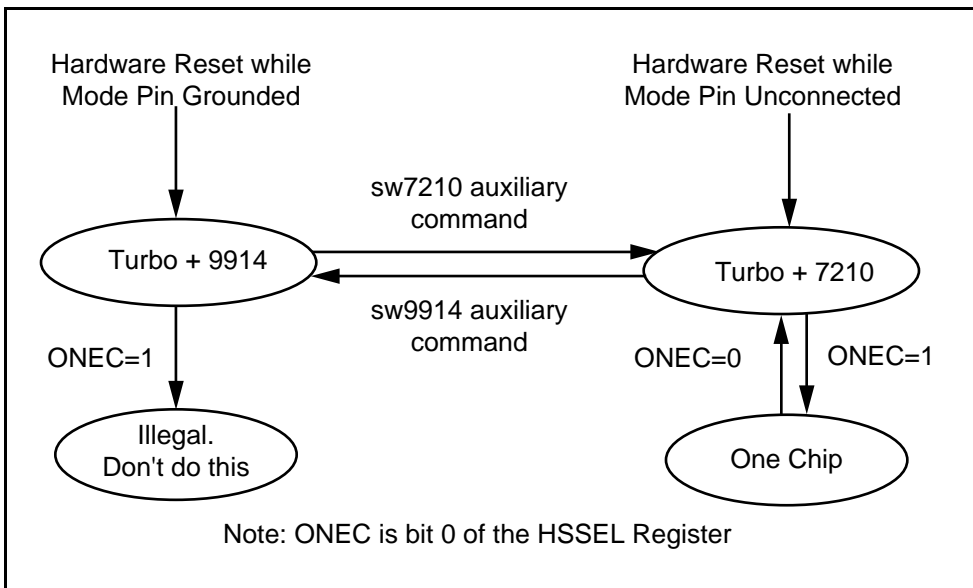 Hardware Reset while
Mode Pin Grounded
Hardware Reset while
Mode Pin Unconnected
sw7210 auxiliary
command
Turbo + 9914
Turbo + 7210
sw9914 auxiliary
command
ONEC=1
ONEC=0
ONEC=1
Illegal.
Don't do this
One Chip
Note: ONEC is bit 0 of the HSSEL Register